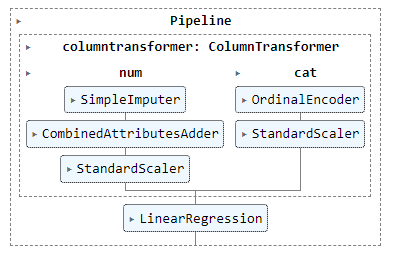 Pipeline
columntransformer: ColumnTransformer
num cat
SimpleImputer OrdinalEncoder
CombinedAttributesAdder StandardScaler
StandardScaler
LinearRegression